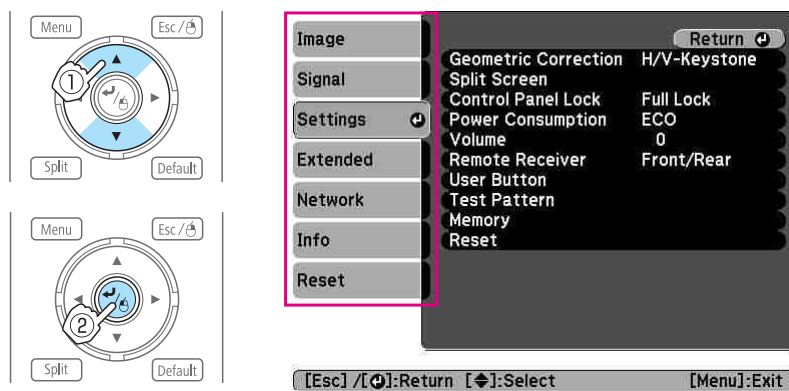 Menu
Esc/
1
Split
Default
Menu
Esc/
2
Split
Default
Image
Signal
Settings
Extended
Network
Info
Reset
Return
Geometric Correction H/V-Keystone
Split Screen
Control Panel Lock Full Lock
Power Consumption ECO
Volume 0
Remote Receiver Front/Rear
User Button
Test Pattern
Memory
Reset
[Esc] /[ ]:Return [ ]:Select [Menu]:Exit